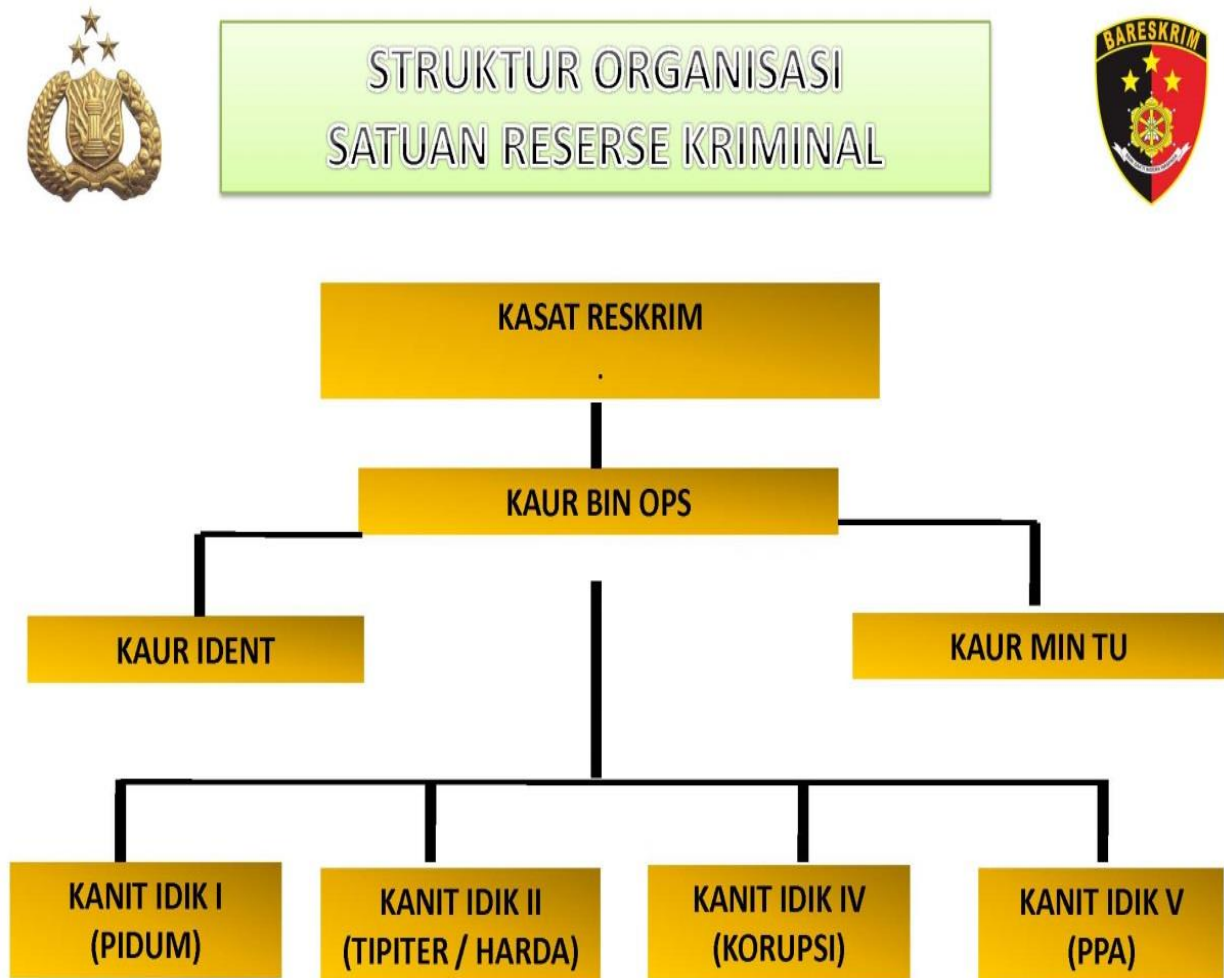 STRUKTUR ORGANISASI
SATUAN RESERSE KRIMINAL
BARESKRIM
KASAT RESKRIM
.
KAUR BIN OPS
KAUR IDENT
KAUR MIN TU
KANIT IDIK I
(PIDUM)
KANIT IDIK II
(TIPITER / HARDA)
KANIT IDIK IV
(KORUPSI)
KANIT IDIK V
(PPA)